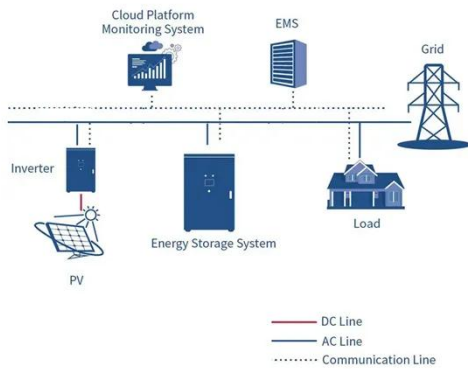 Cloud Platform
Monitoring System
EMS
Grid
Inverter
Energy Storage System
Load
PV
DC Line
AC Line
Communication Line